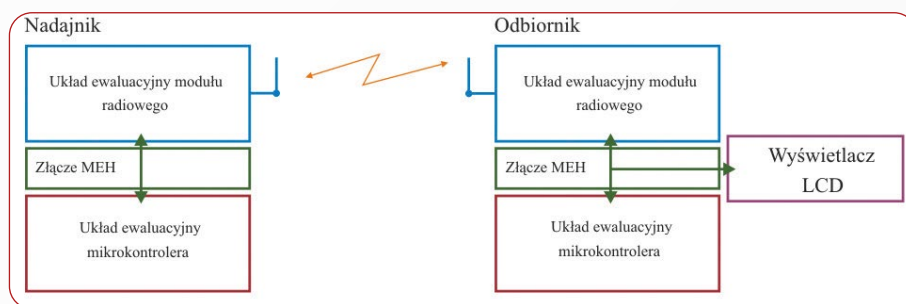 Nadajnik
Układ ewaluacyjny modułu
radiowego
Złącze MEH
Układ ewaluacyjny
mikrokontrolera
Odbiornik
Układ ewaluacyjny modułu
radiowego
Złącze MEH
Układ ewaluacyjny
mikrokontrolera
Wyświetlacz
LCD